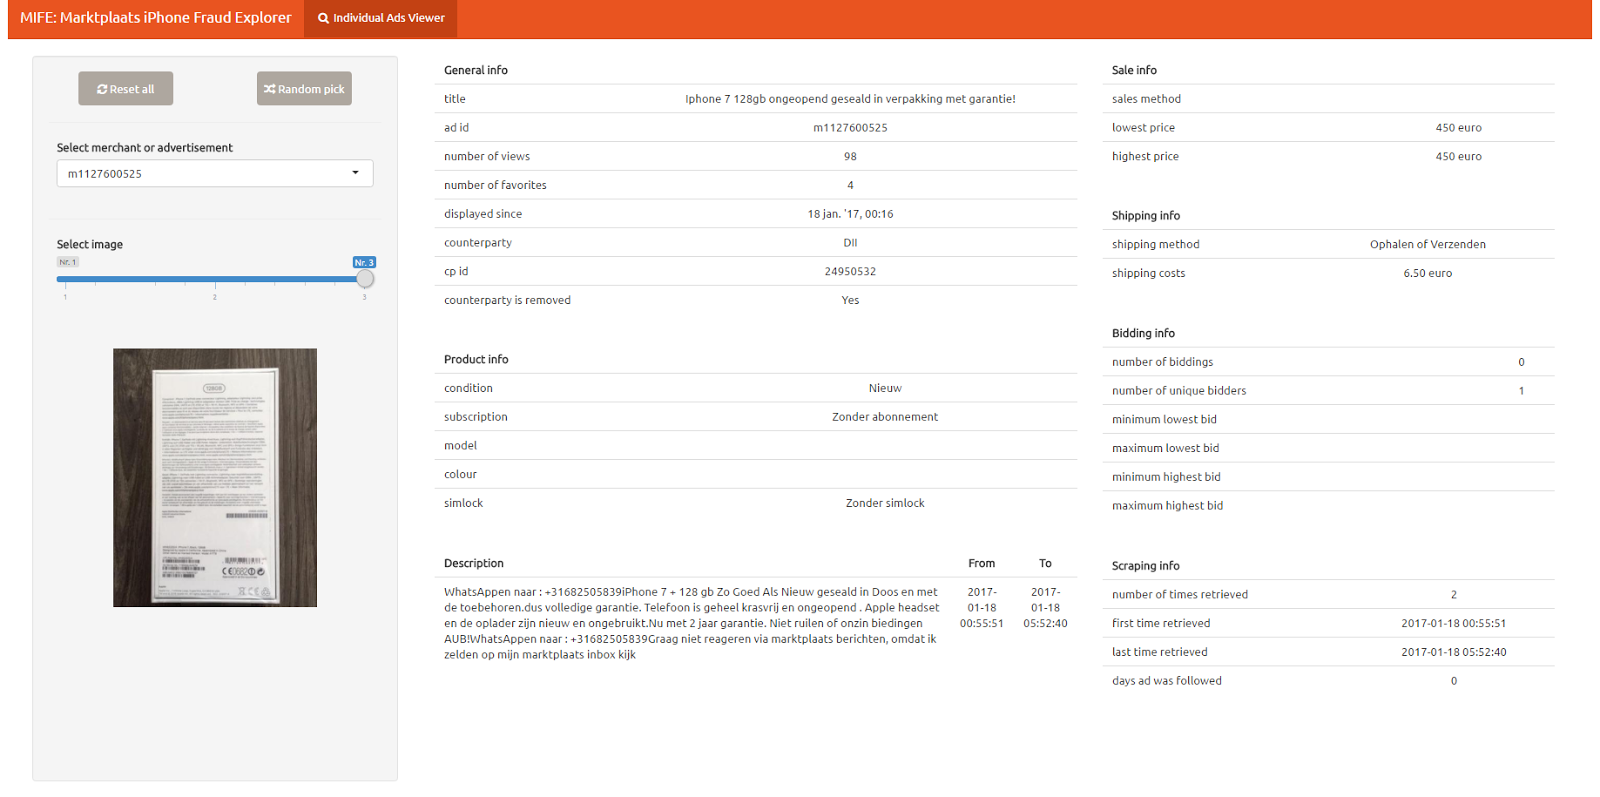 MIFE: Marktplaats iPhone Fraud Explorer Individual Ads Viewer
Reset all Random pick
Select merchant or advertisement
m1127600525
Select image
Nr. 1 Nr. 3
1 2 3
128GB
General info
title Iphone 7 128gb ongeopend geseald in verpakking met garantie!
ad id m1127600525
number of views 98
number of favorites 4
displayed since 18 jan. '17, 00:16
counterparty Dll
cp id 24950532
counterparty is removed Yes
Product info
condition Nieuw
subscription Zonder abonnement
model
colour
simlock Zonder simlock
Description From To
WhatsAppen naar : +31682505839iPhone 7 + 128 gb Zo Goed Als Nieuw geseald in Doos en met 2017- 2017-
de toebehoren.dus volledige garantie. Telefoon is geheel krasvrij en ongeopend . Apple headset 01-18 01-18
en de oplader zijn nieuw en ongebruikt.Nu met 2 jaar garantie. Niet ruilen of onzin biedingen 00:55:51 05:52:40
AUB!WhatsAppen naar : +31682505839Graag niet reageren via marktplaats berichten, omdat ik
zelden op mijn marktplaats inbox kijk
Sale info
sales method
lowest price 450 euro
highest price 450 euro
Shipping info
shipping method Ophalen of Verzenden
shipping costs 6.50 euro
Bidding info
number of biddings 0
number of unique bidders 1
minimum lowest bid
maximum lowest bid
minimum highest bid
maximum highest bid
Scraping info
number of times retrieved 2
first time retrieved 2017-01-18 00:55:51
last time retrieved 2017-01-18 05:52:40
days ad was followed 0